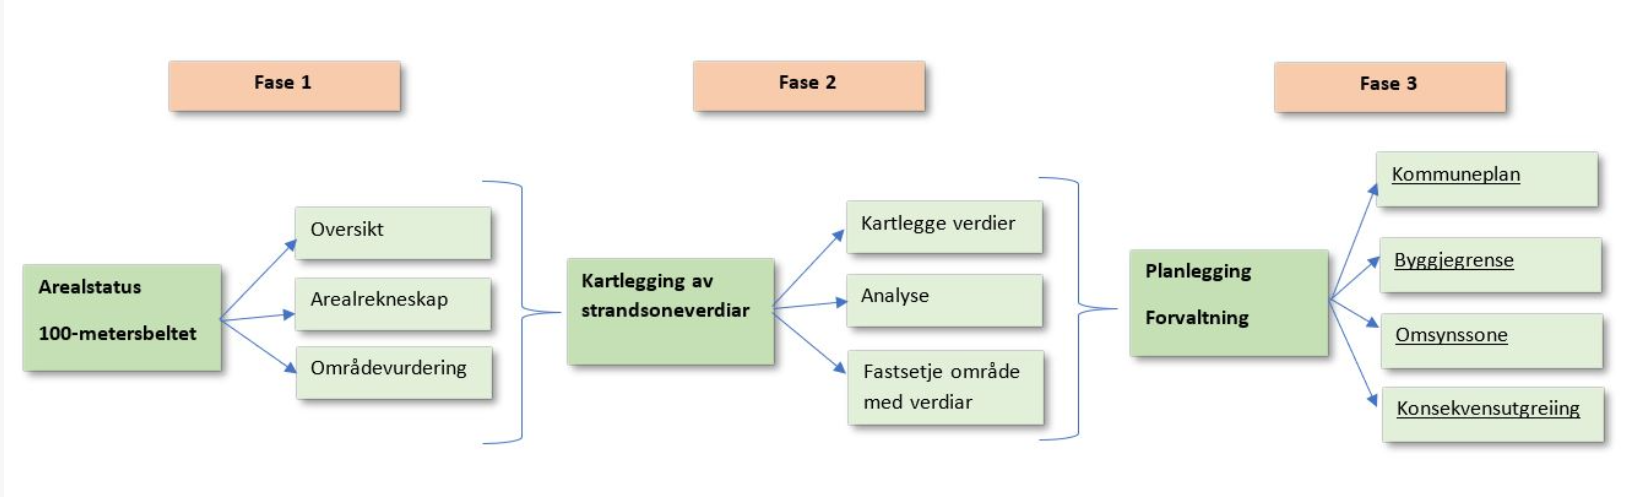 Fase 1
Arealstatus
100-metersbeltet
Oversikt
Arealrekneskap
Områdevurdering
Fase 2
Kartlegging av
strandsoneverdiar
Kartlegge verdier
Analyse
Fastsetje område
med verdiar
Fase 3
Planlegging
Forvaltning
Kommuneplan
Byggjegrense
Omsynssone
Konsekvensutgreiing